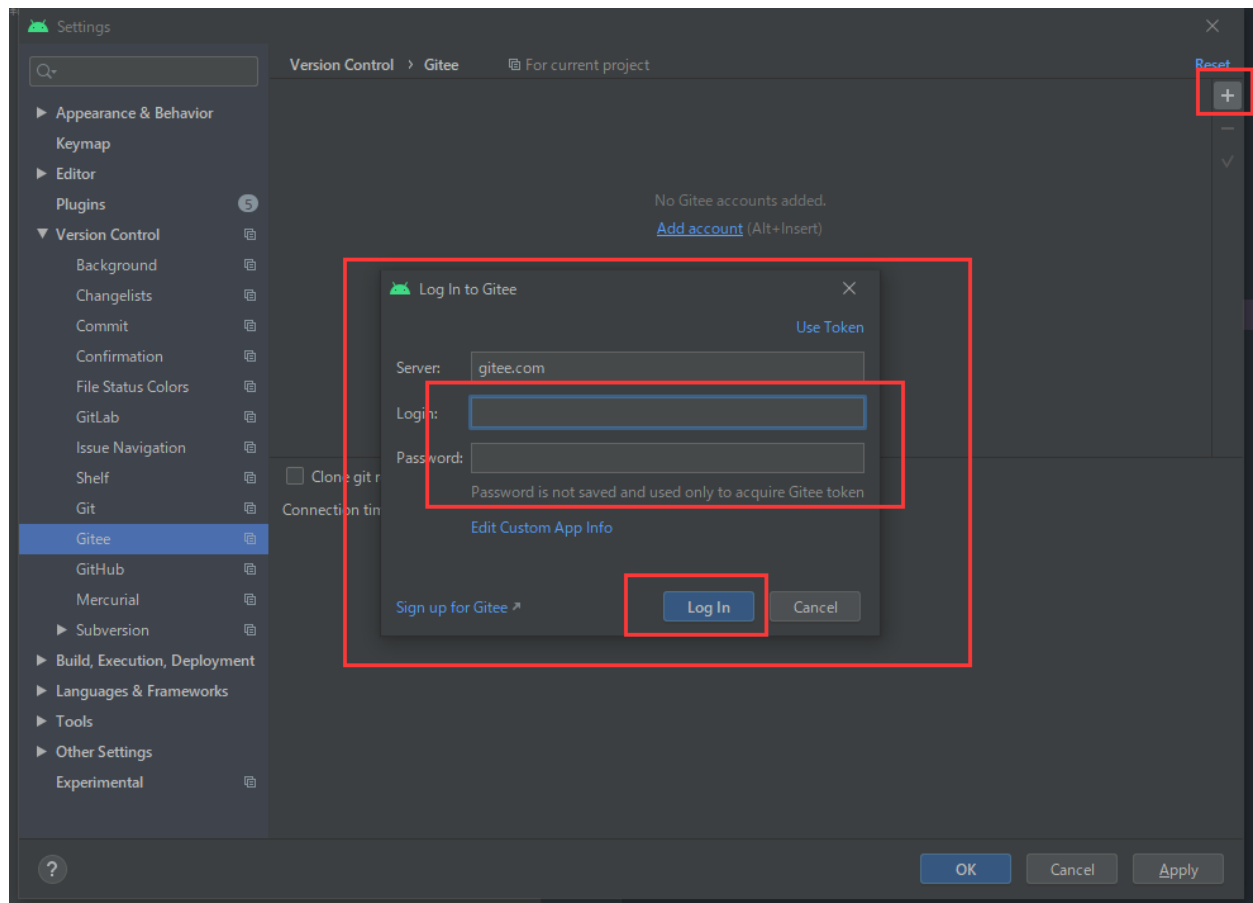 Settings
Version Control › Gitee For current project
Reset
Appearance & Behavior
Keymap
Editor
Plugins 5
Version Control
Background
Changelists
Commit
Confirmation
File Status Colors
GitLab
Issue Navigation
Shelf
Git
Gitee
GitHub
Mercurial
Subversion
Build, Execution, Deployment
Languages & Frameworks
Tools
Other Settings
Experimental
No Gitee accounts added.
Add account (Alt+Insert)
Clone git r
Connection tin
Log In to Gitee
Use Token
Server: gitee.com
Login:
Password:
Password is not saved and used only to acquire Gitee token
Edit Custom App Info
Sign up for Gitee
Log In
Cancel
?
OK
Cancel
Apply